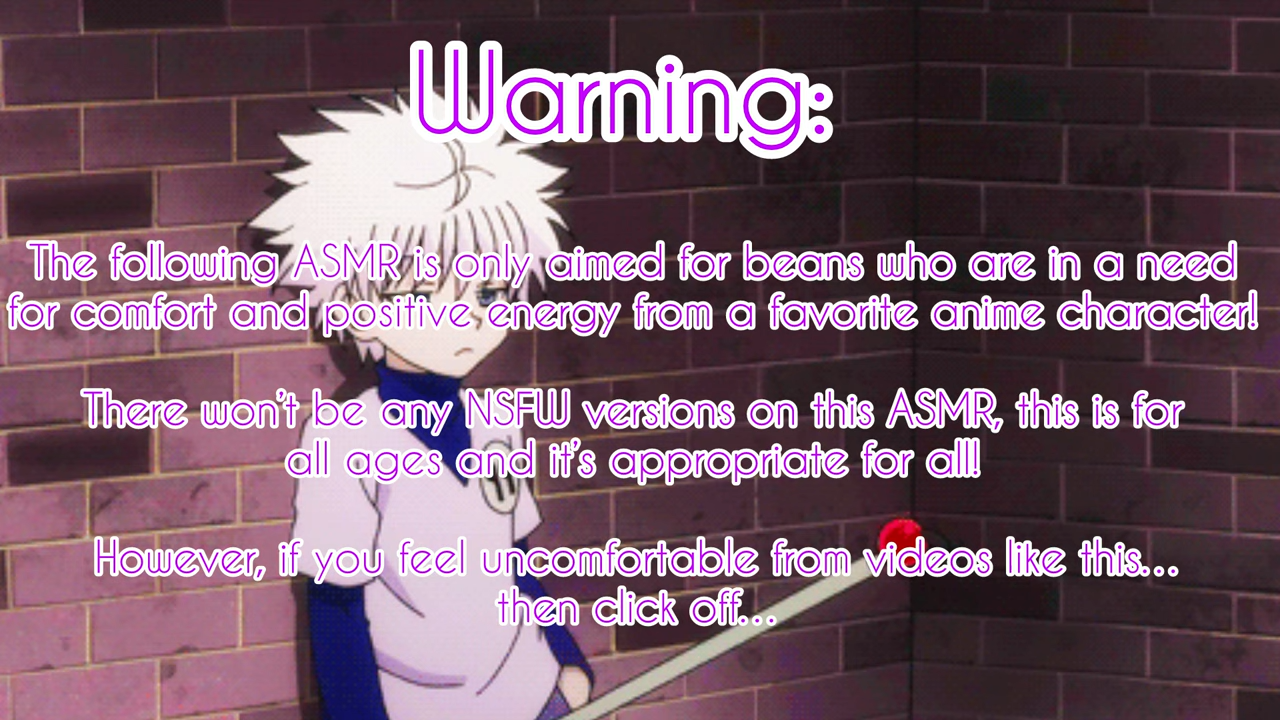 Warning:
The following ASMR is only aimed for beans who are in a need
for comfort and positive energy from a favorite anime character!
There won't be any NSFW versions on this ASMR, this is for
all ages and it's appropriate for all!
However, if you feel uncomfortable from videos like this...
then click off...